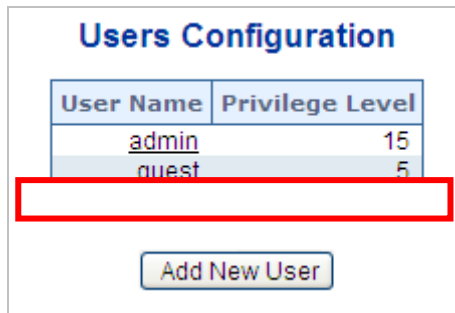 Users Configuration
User Name Privilege Level
admin 15
guest 5
Add New User